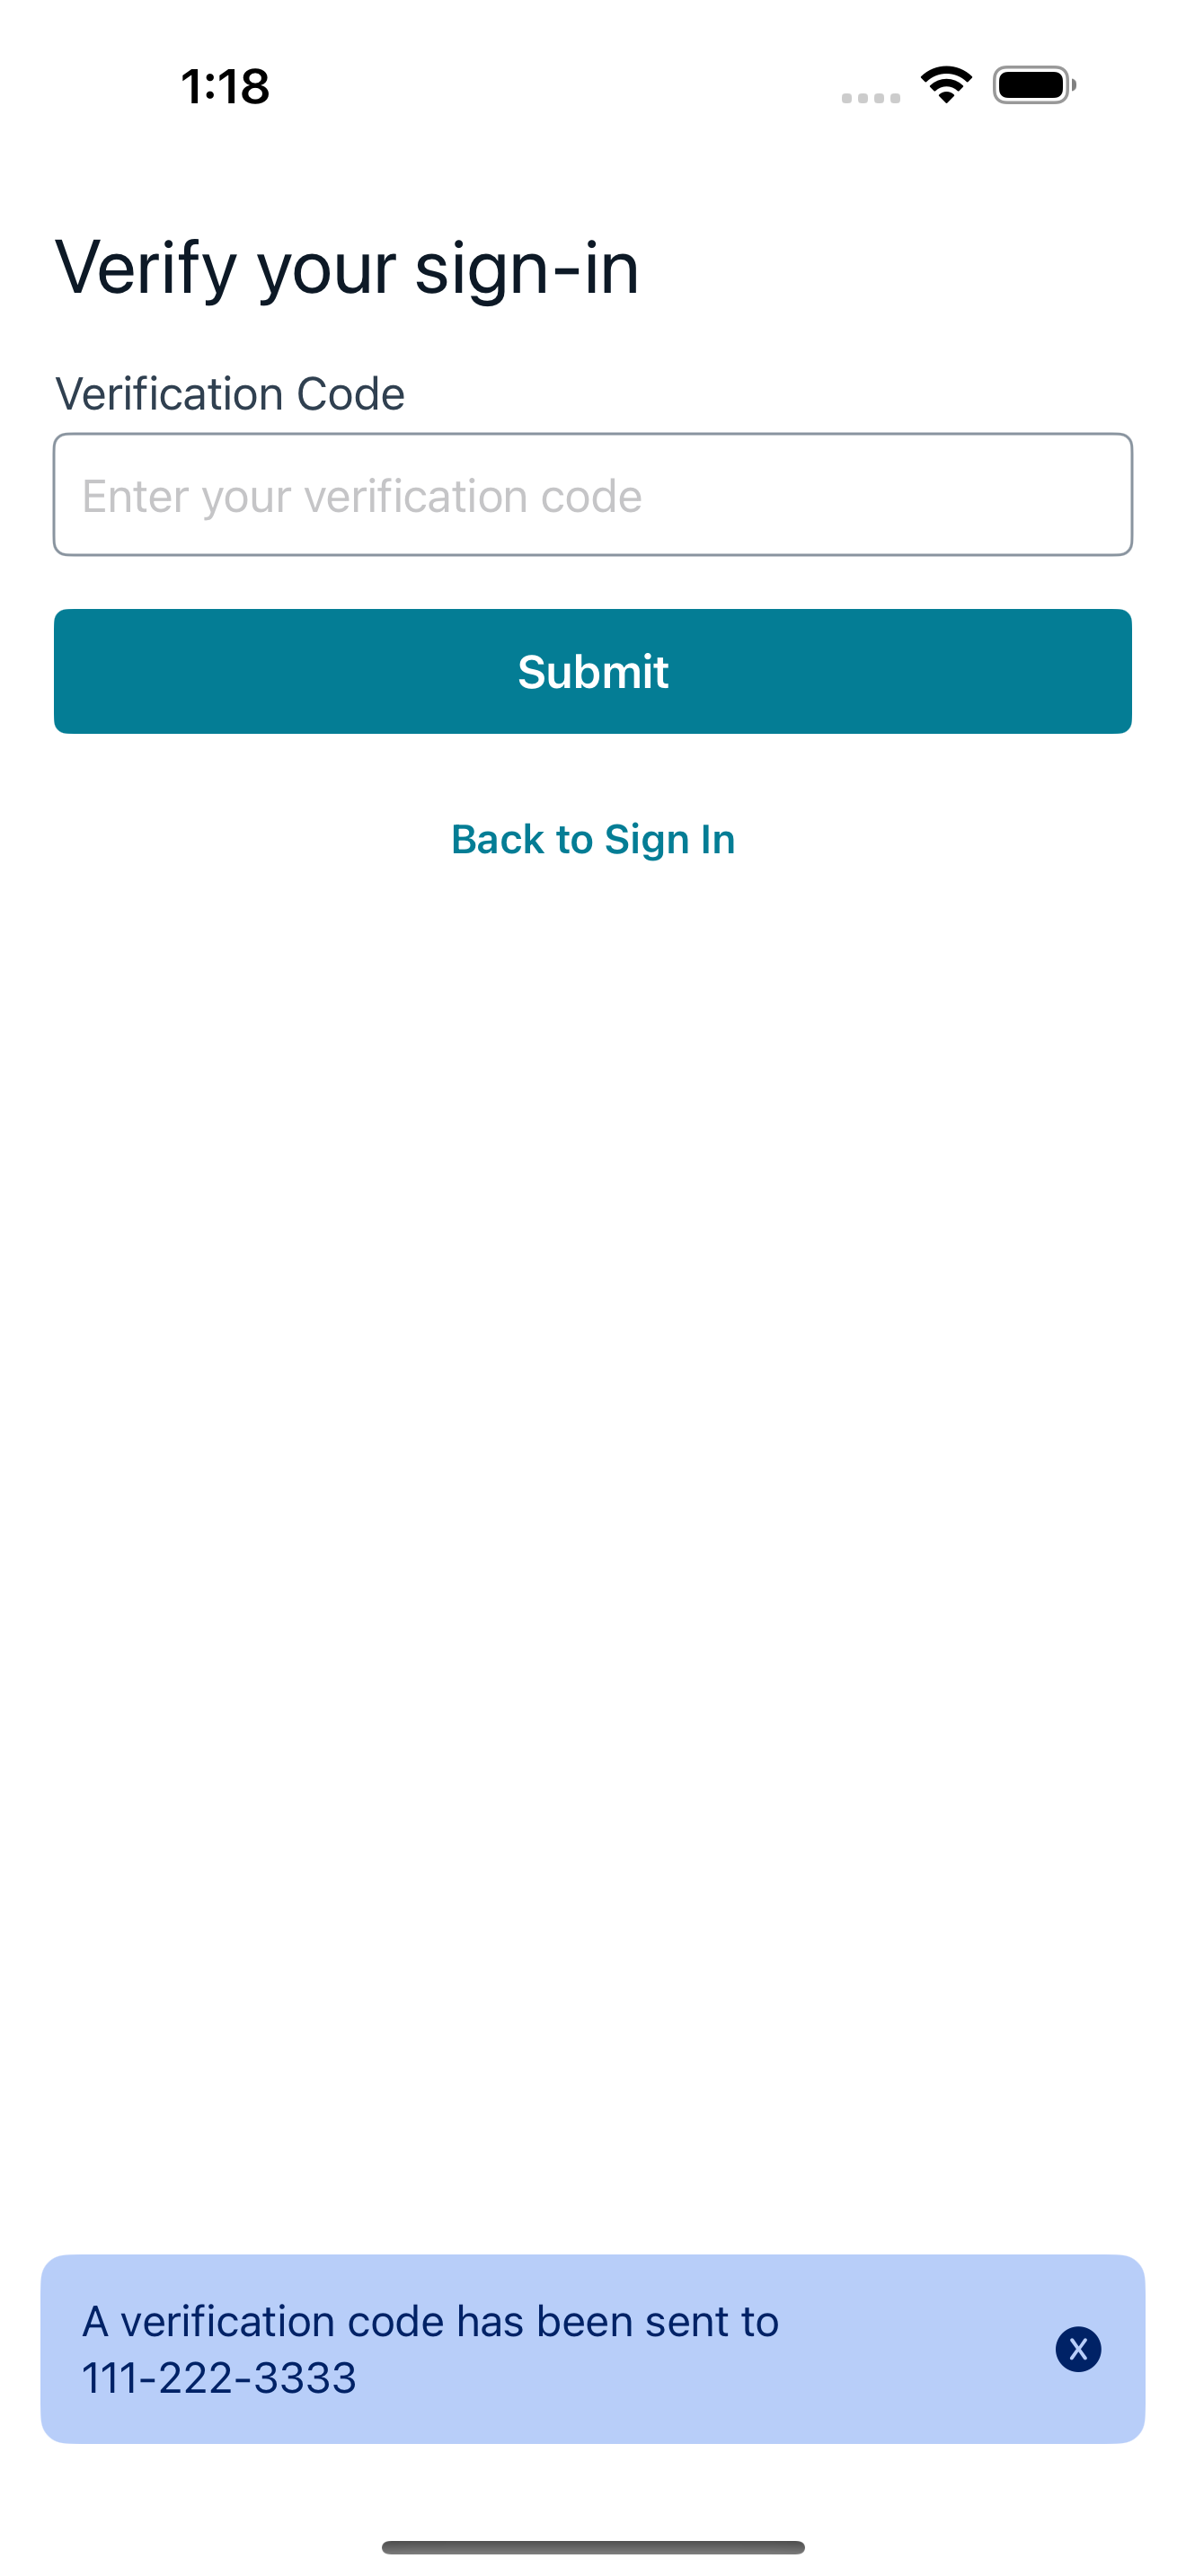 1:18
Verify your sign-in
Verification Code
Enter your verification code
Submit
Back to Sign In
A verification code has been sent to
111-222-3333
X